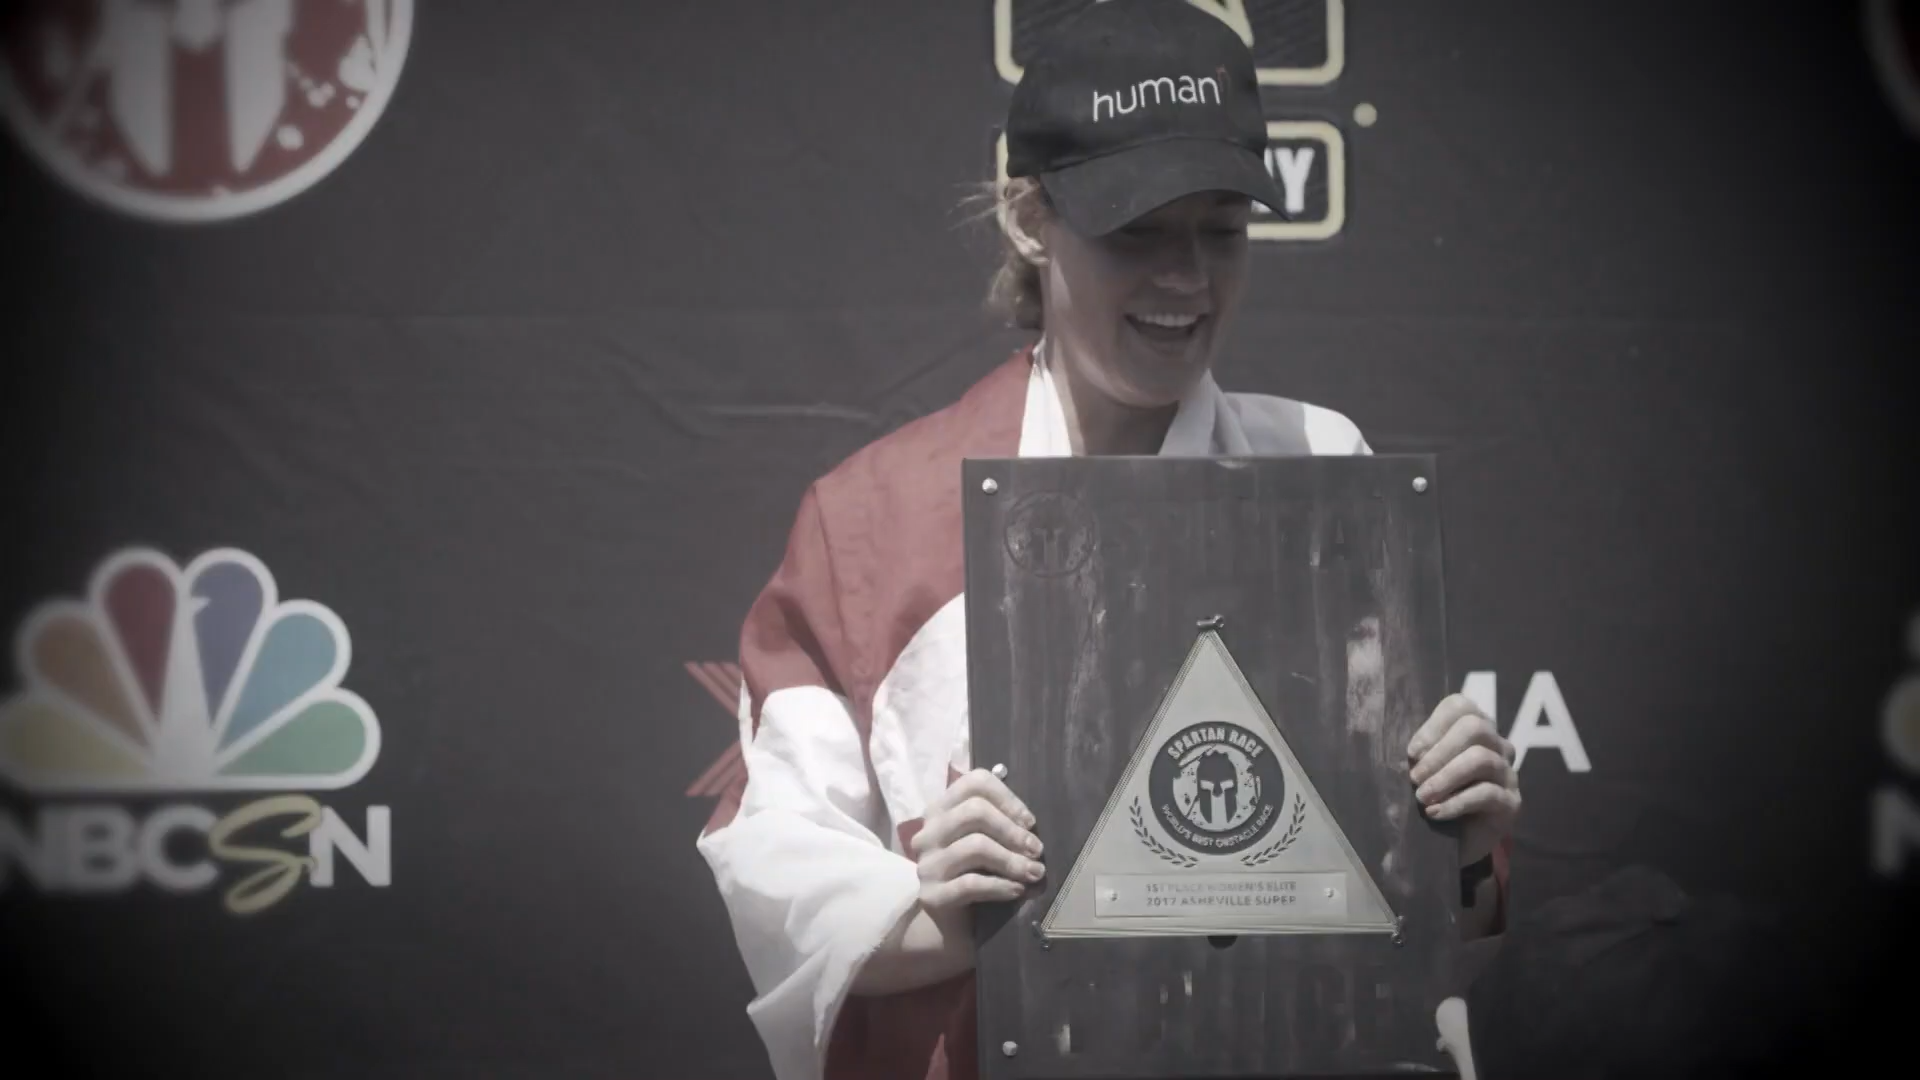 human
NBCSN
MA
SPARTAN RACE
WORLD'S BEST OBSTACLE RACE
1ST PLACE WOMEN'S ELITE
2017 ASHEVILLE SUPER
N